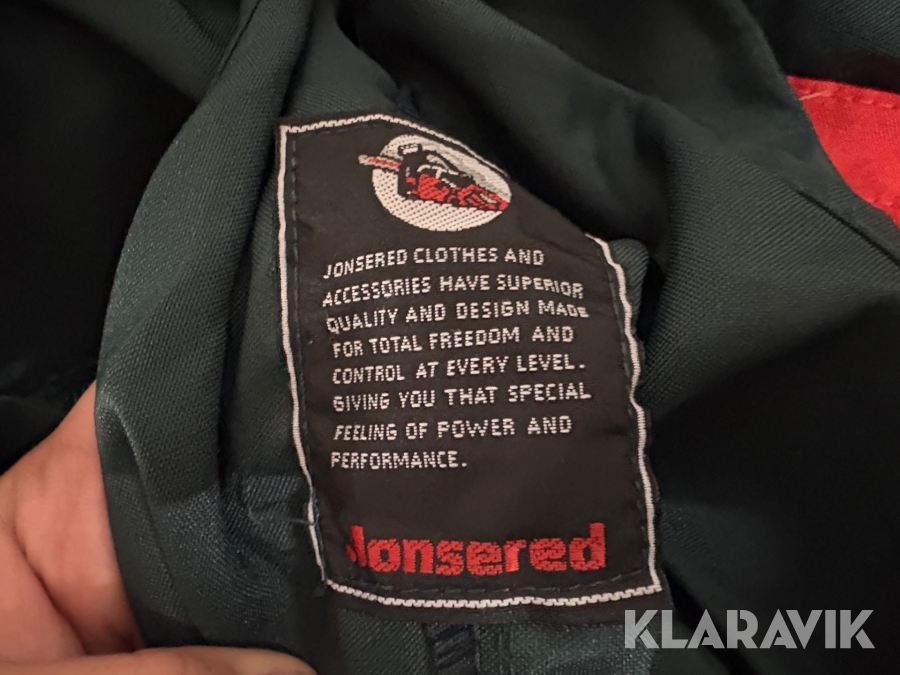 JONSERED CLOTHES AND
ACCESSORIES HAVE SUPERIOR
QUALITY AND DESIGN MADE
FOR TOTAL FREEDOM AND
CONTROL AT EVERY LEVEL.
GIVING YOU THAT SPECIAL
FEELING OF POWER AND
PERFORMANCE.
Jonsered
KLARAVIK